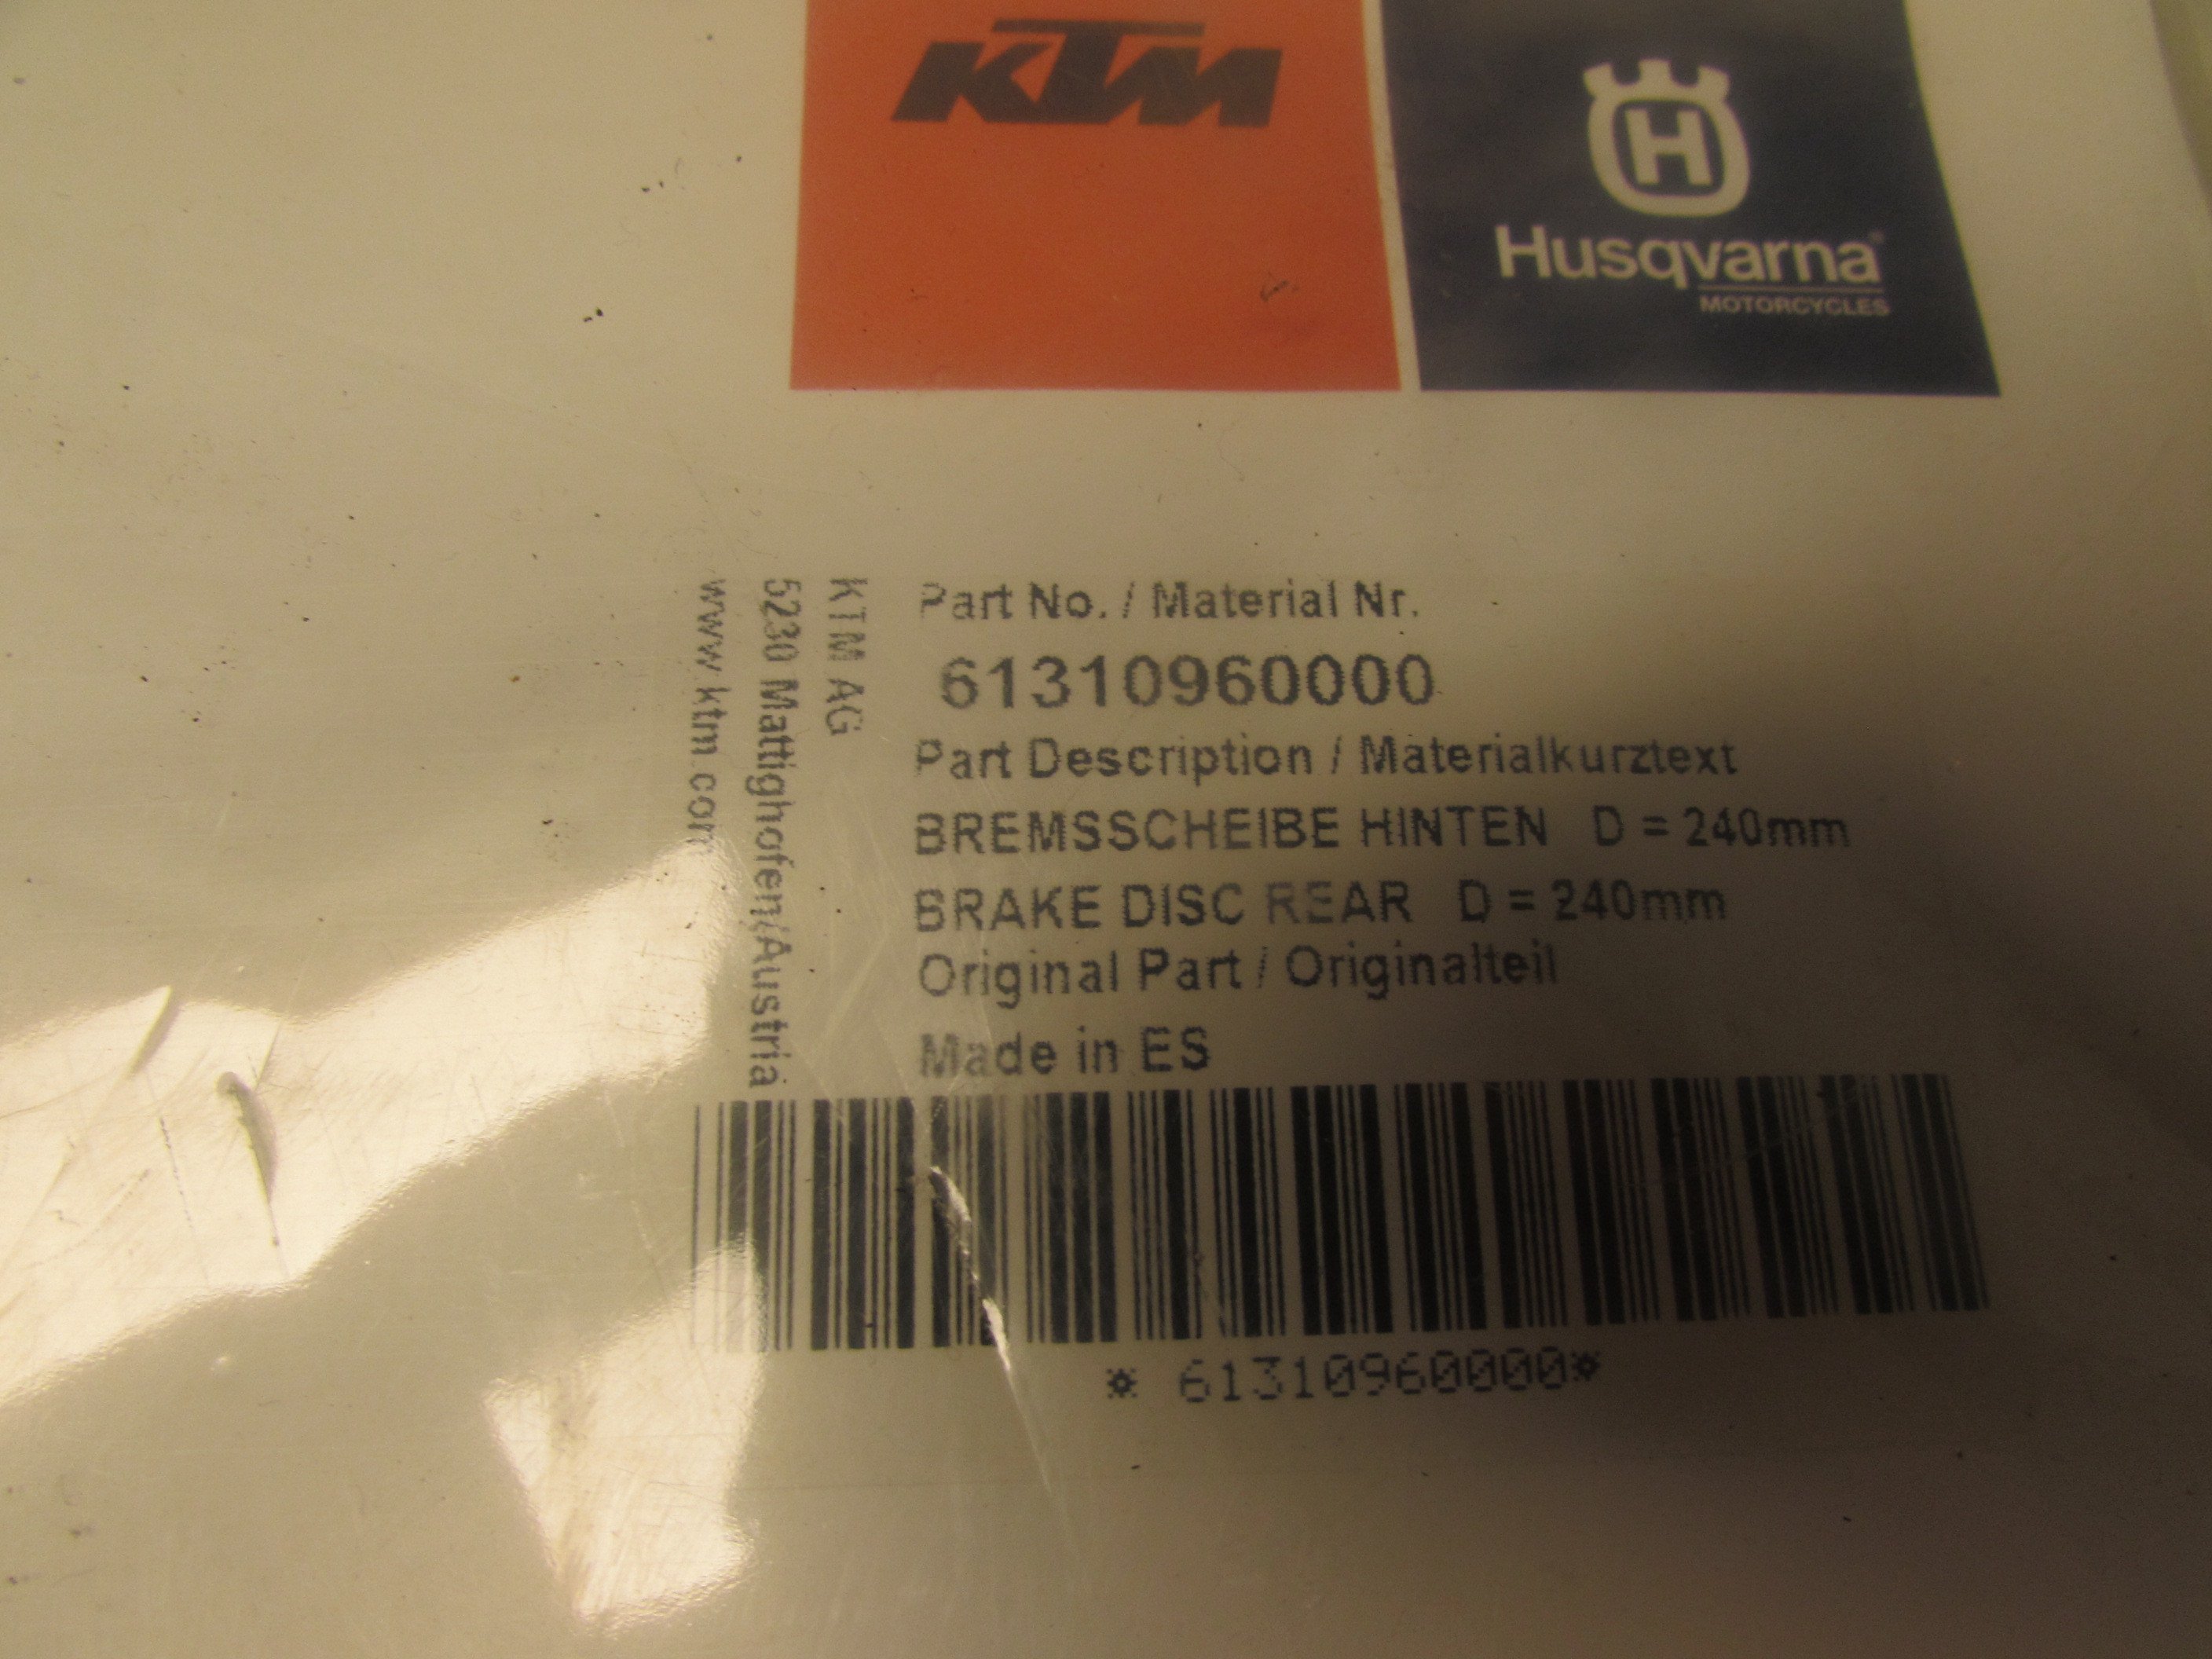 KTM
H
Husqvarna®
MOTORCYCLES
KTM AG
5230 Mattighofen/Austria
www.ktm.com
Part No. / Material Nr.
61310960000
Part Description / Materialkurztext
BREMSSCHEIBE HINTEN D = 240mm
BRAKE DISC REAR D = 240mm
Original Part / Originalteil
Made in ES
* 61310960000*